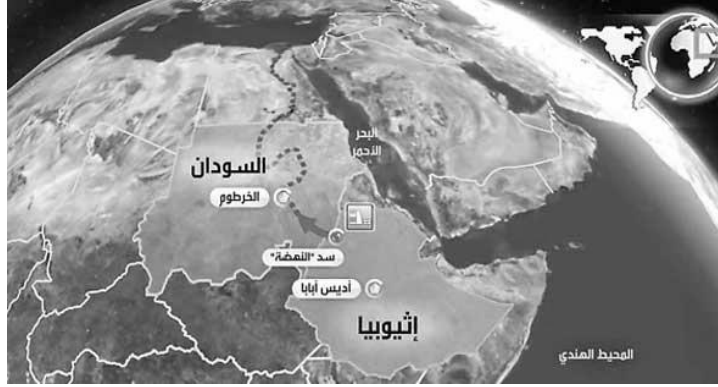 البحر
الأحمر
السودان
الخرطوم
سد "النهضة"
أديس أبابا
إثيوبيا
المحيط الهندي